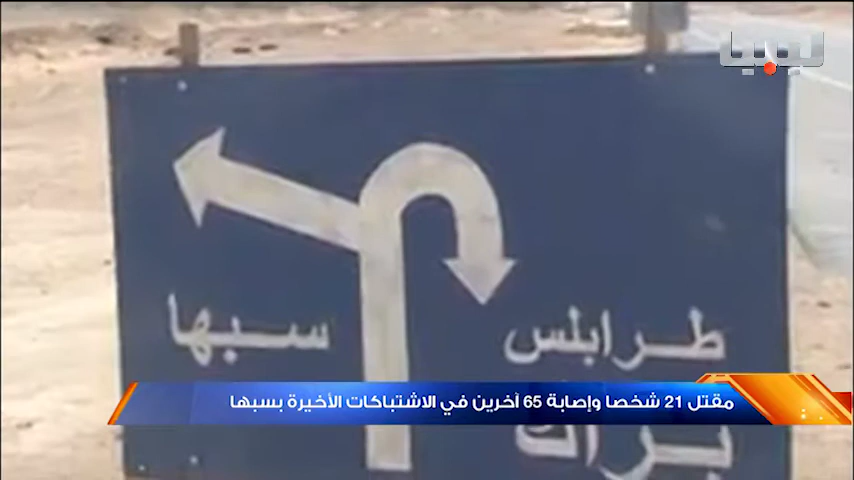 ليبيا
سبها
طرابلس
براك
مقتل 21 شخصا وإصابة 65 آخرين في الاشتباكات الأخيرة بسبها